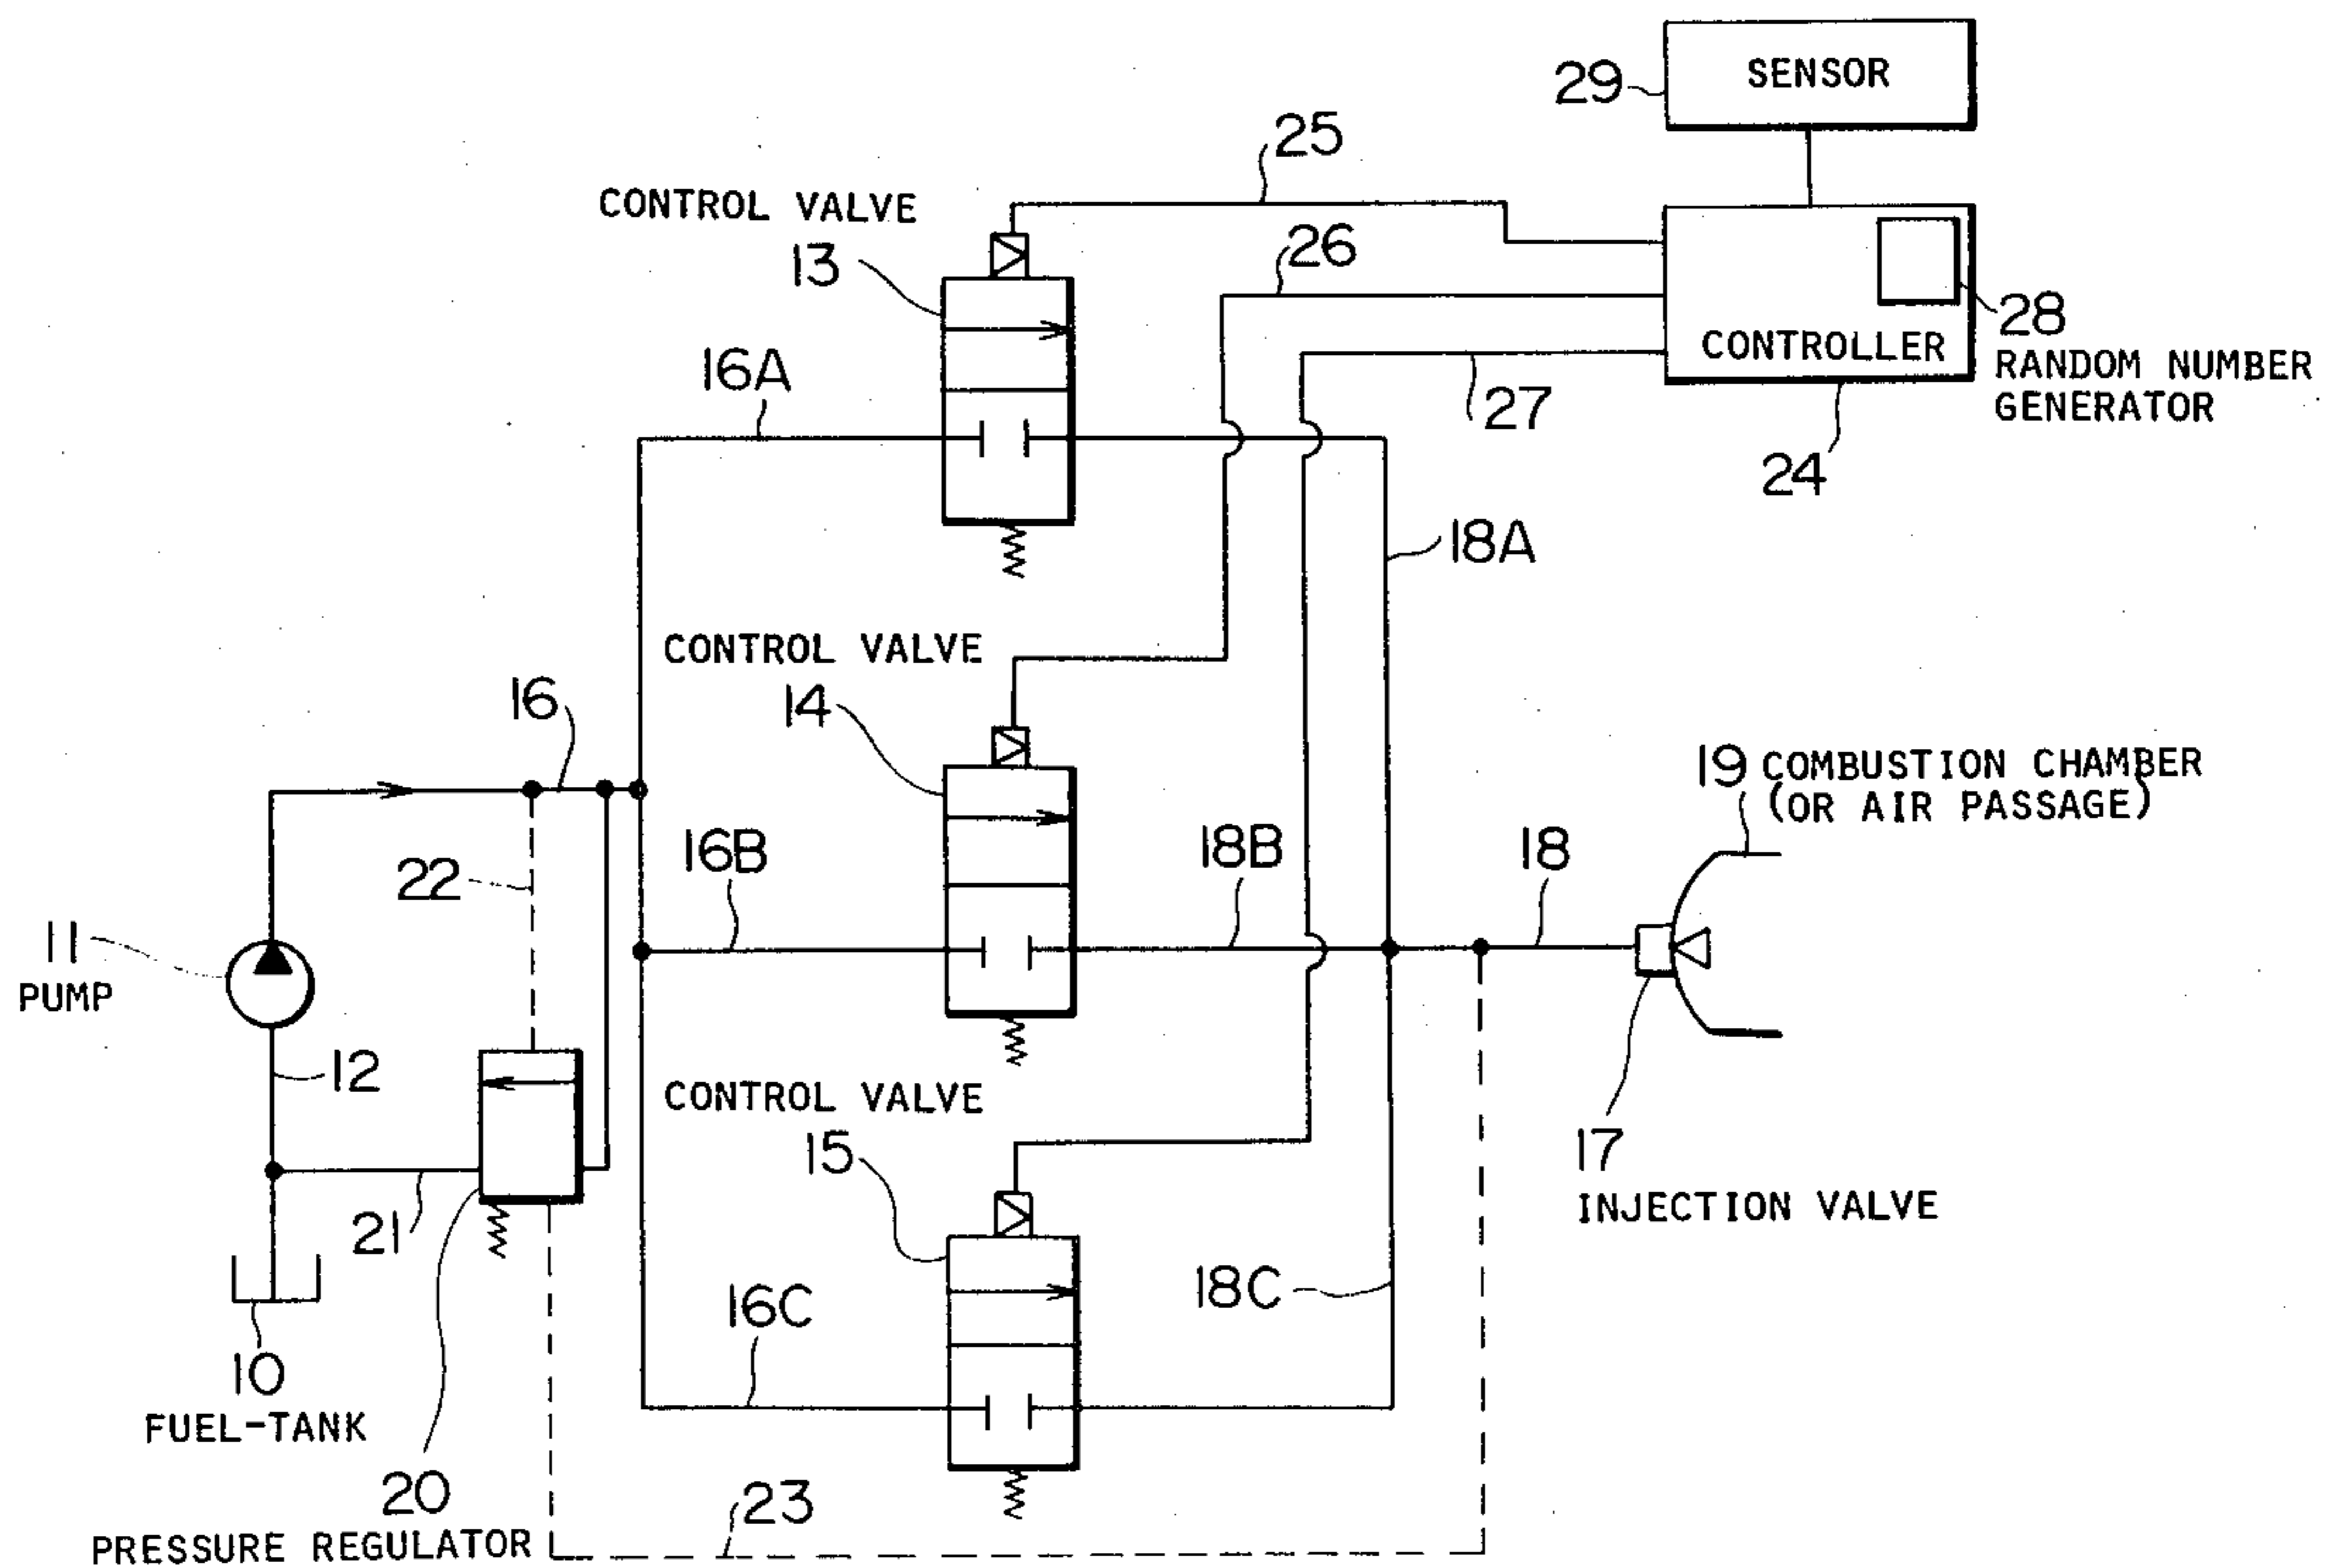 SENSOR
29
25
CONTROL VALVE
13
26
28
RANDOM NUMBER
GENERATOR
CONTROLLER
16A
27
24
18A
CONTROL VALVE
14
16
19 COMBUSTION CHAMBER
(OR AIR PASSAGE)
16B
18B
18
22
11
PUMP
12
CONTROL VALVE
15
17
INJECTION VALVE
21
16C
18C
10
FUEL-TANK
20
PRESSURE REGULATOR
23